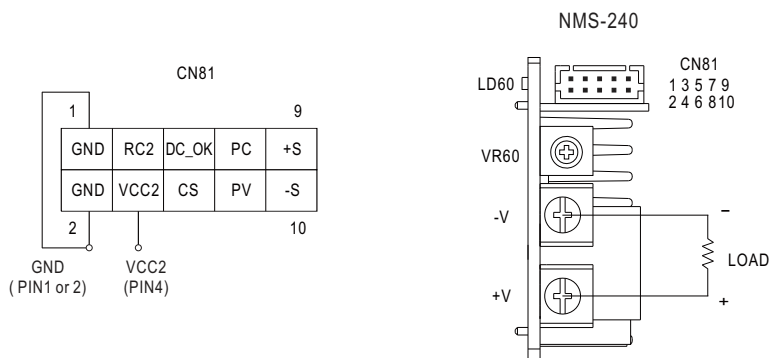 CN81
1 9
GND RC2 DC_OK PC +S
GND VCC2 CS PV -S
2 10
GND
( PIN1 or 2)
VCC2
(PIN4)
NMS-240
LD60
CN81
1 3 5 7 9
2 4 6 8 10
VR60
-V
–
LOAD
+V
+